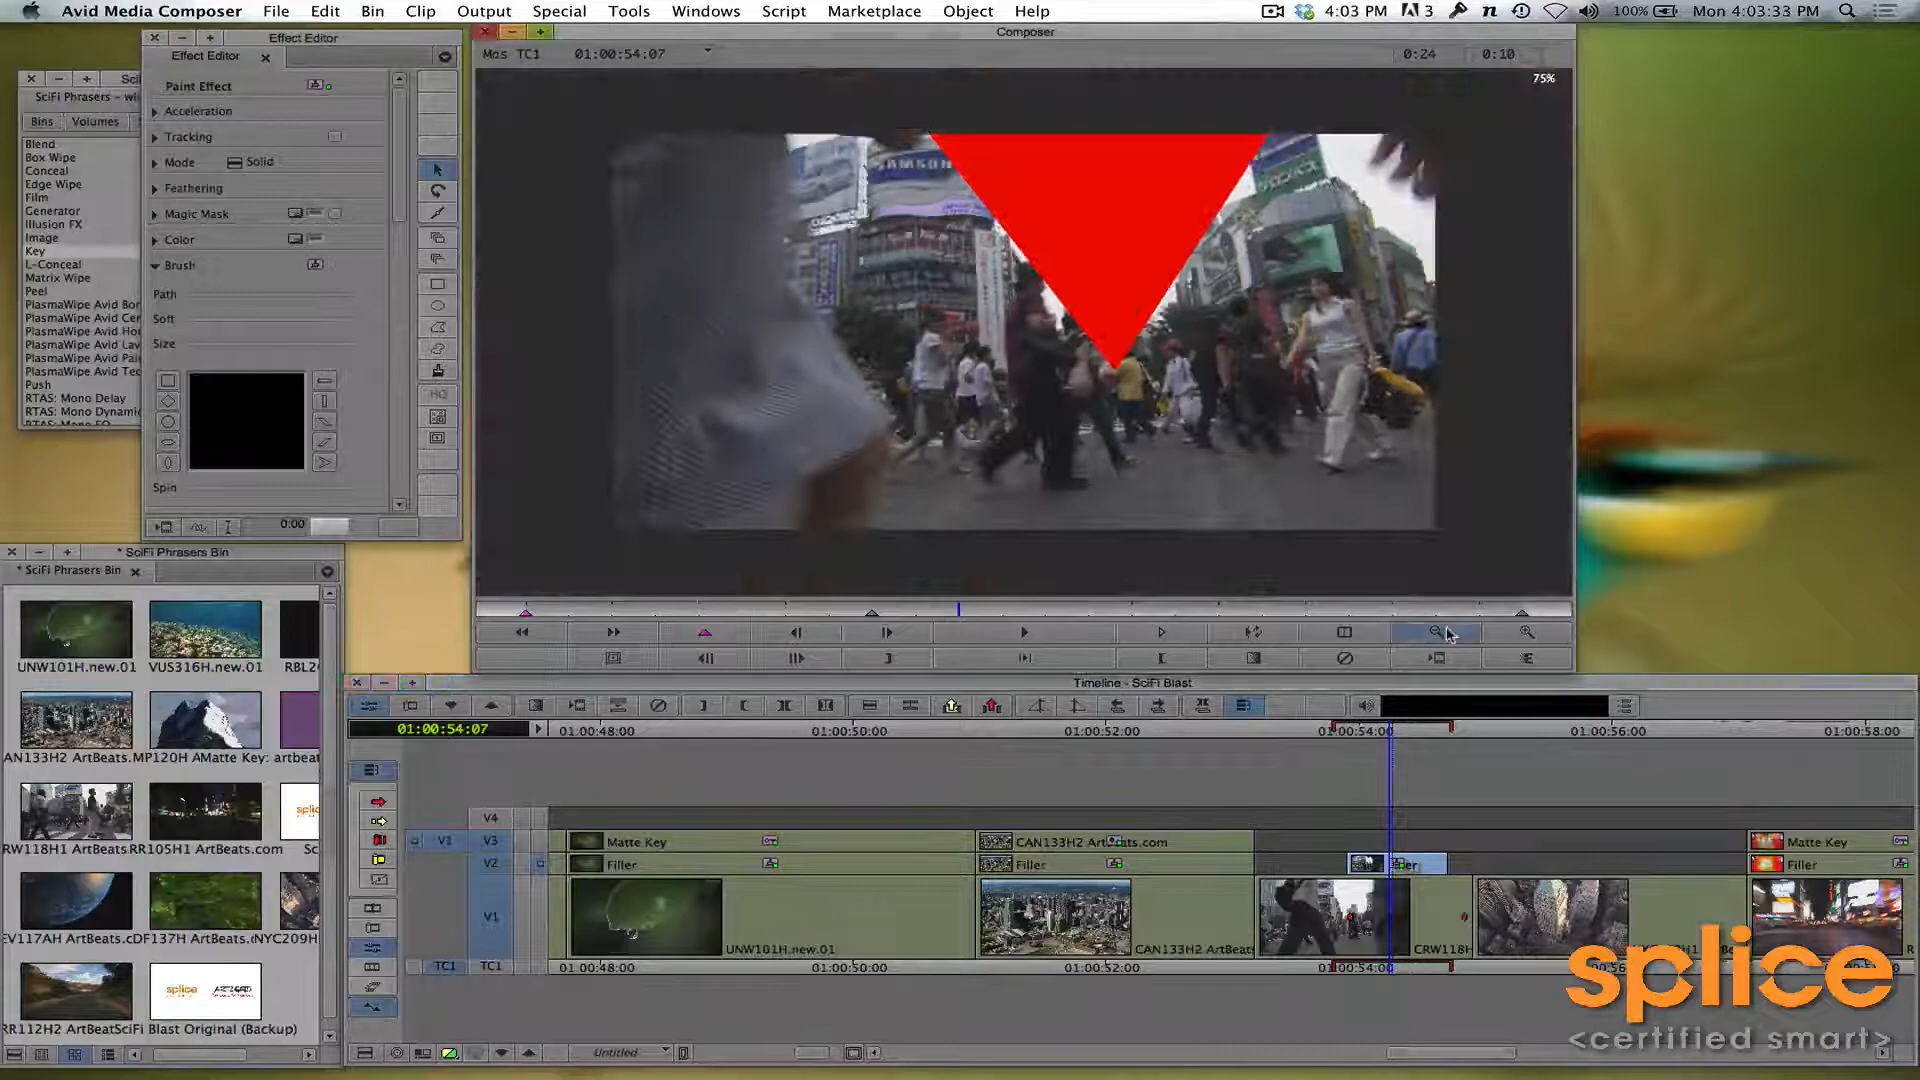 Avid Media Composer File Edit Bin Clip Output Special Tools Windows Script Marketplace Object Help 4:03 PM 3 100% Mon 4:03:33 PM
Effect Editor
Composer
Effect Editor
Mas TC1 01:00:54:07 0:24 0:10
75%
Paint Effect
Acceleration
Tracking
Mode Solid
Feathering
Magic Mask
Color
Brush
Path
Soft
Size
Spin
0:00
SciFi Phrasers - wil
Bins Volumes
Blend
Box Wipe
Conceal
Edge Wipe
Film
Generator
Illusion FX
Image
Key
L-Conceal
Matrix Wipe
Peel
PlasmaWipe Avid Bor
PlasmaWipe Avid Cer
PlasmaWipe Avid Hor
PlasmaWipe Avid Lav
PlasmaWipe Avid Pai
PlasmaWipe Avid Tec
Push
RTAS: Mono Delay
RTAS: Mono Dynamic
SAMSUNG
* SciFi Phrasers Bin
* SciFi Phrasers Bin
UNW101H.new.01 VUS316H.new.01 RBL2
AN133H2 ArtBeats.MP120H AMatte Key: artbeat
RW118H1 ArtBeats.RR105H1 ArtBeats.com Sc
EV117AH ArtBeats.cDF137H ArtBeats.cNYC209H
RR112H2 ArtBeatSciFi Blast Original (Backup)
Timeline - SciFi Blast
01:00:54:07
01:00:48:00 01:00:50:00 01:00:52:00 01:00:54:00 01:00:56:00 01:00:58:00
V4
V1 V3 Matte Key CAN133H2 ArtBeats.com Matte Key
V2 Filler Filler Filler
V1 UNW101H.new.01 CAN133H2 ArtBeats CRW118H
TC1 TC1 01:00:48:00 01:00:50:00 01:00:52:00 01:00:54:00
Untitled
splice
<certified smart>